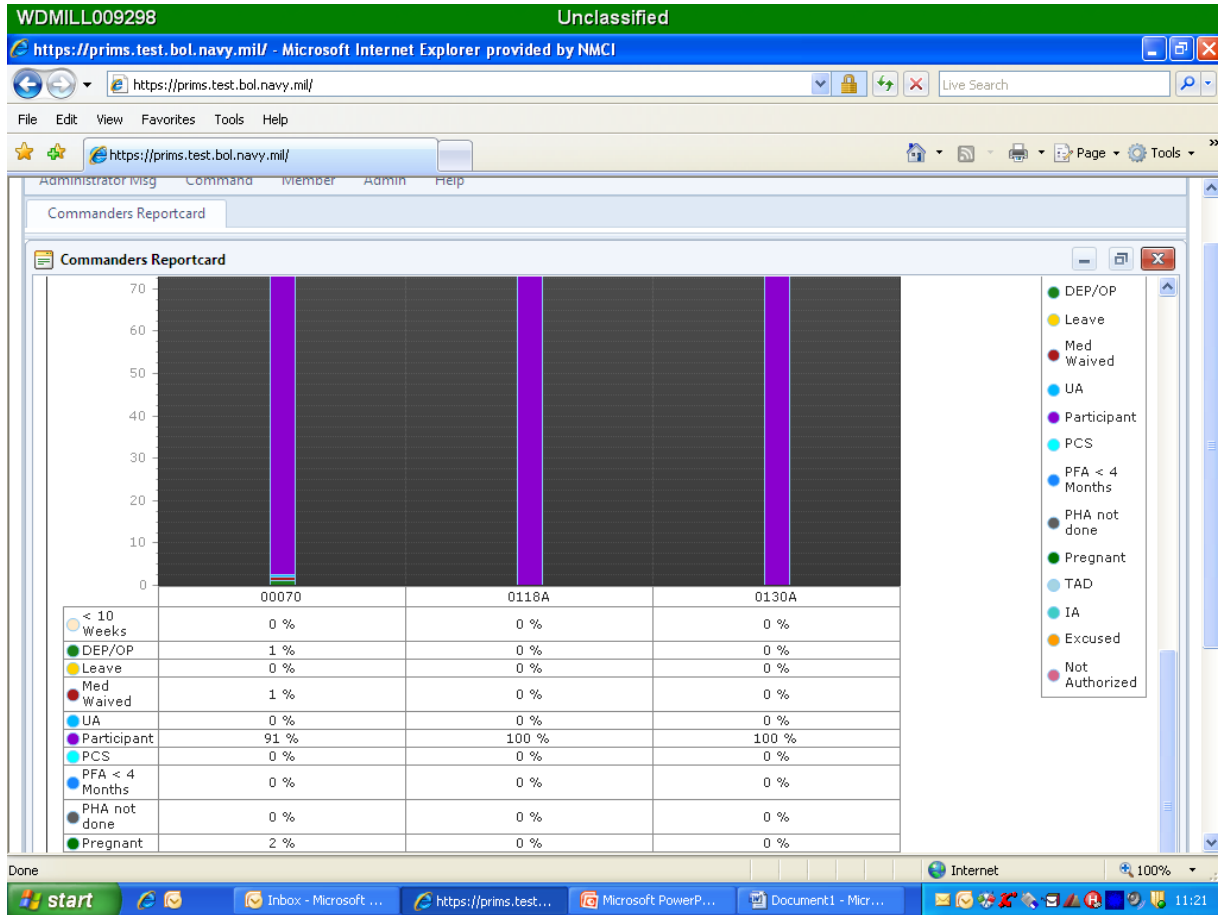 WDMILL009298 Unclassified
https://prims.test.bol.navy.mil/ - Microsoft Internet Explorer provided by NMCI
https://prims.test.bol.navy.mil/ Live Search
File Edit View Favorites Tools Help
https://prims.test.bol.navy.mil/ Page Tools »
Administrator Msg Command Member Admin Help
Commanders Reportcard
Commanders Reportcard
70
60
50
40
30
20
10
0
DEP/OP
Leave
Med
Waived
UA
Participant
PCS
PFA < 4
Months
PHA not
done
Pregnant
TAD
IA
Excused
Not
Authorized
00070 0118A 0130A
< 10
Weeks 0 % 0 % 0 %
DEP/OP 1 % 0 % 0 %
Leave 0 % 0 % 0 %
Med
Waived 1 % 0 % 0 %
UA 0 % 0 % 0 %
Participant 91 % 100 % 100 %
PCS 0 % 0 % 0 %
PFA < 4
Months 0 % 0 % 0 %
PHA not
done 0 % 0 % 0 %
Pregnant 2 % 0 % 0 %
Done Internet 100%
start Inbox - Microsoft ... https://prims.test... Microsoft PowerP... Document1 - Micr... 11:21